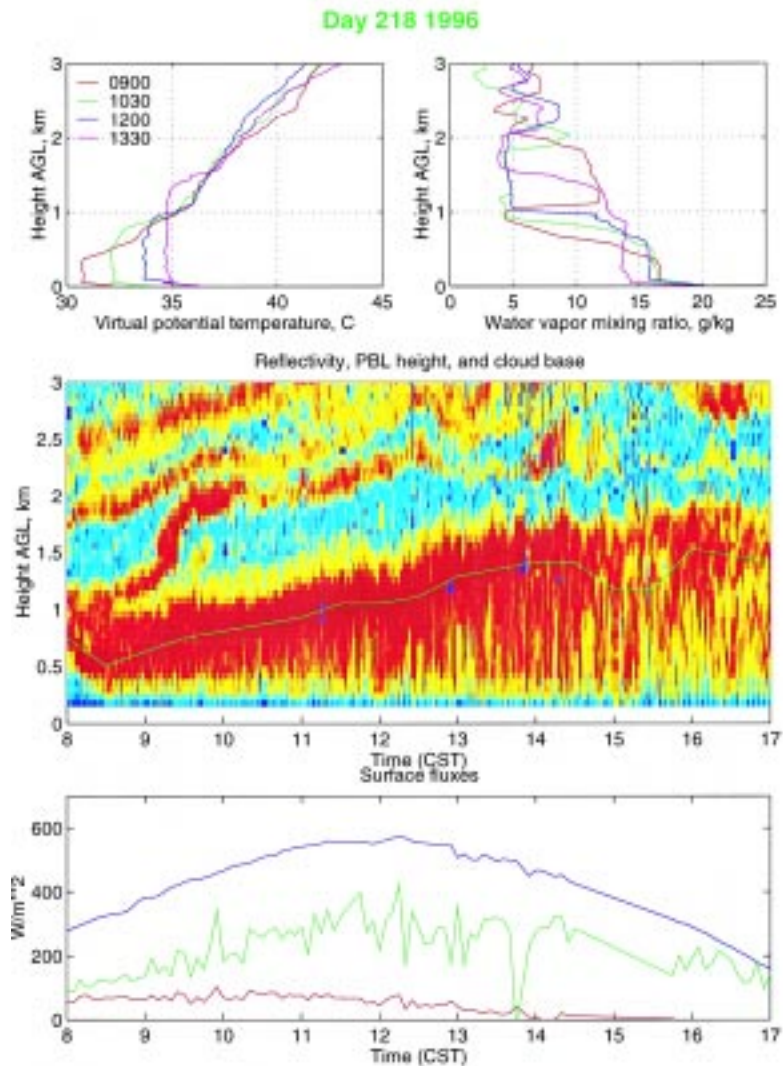 Day 218 1996
3
2
1
0
Height AGL, km
0900
1030
1200
1330
30 35 40 45
Virtual potential temperature, C
3
2
1
0
Height AGL, km
0 5 10 15 20 25
Water vapor mixing ratio, g/kg
Reflectivity, PBL height, and cloud base
3
2.5
2
1.5
1
0.5
0
Height AGL, km
8 9 10 11 12 13 14 15 16 17
Time (CST)
Surface fluxes
600
400
200
0
W/m**2
8 9 10 11 12 13 14 15 16 17
Time (CST)